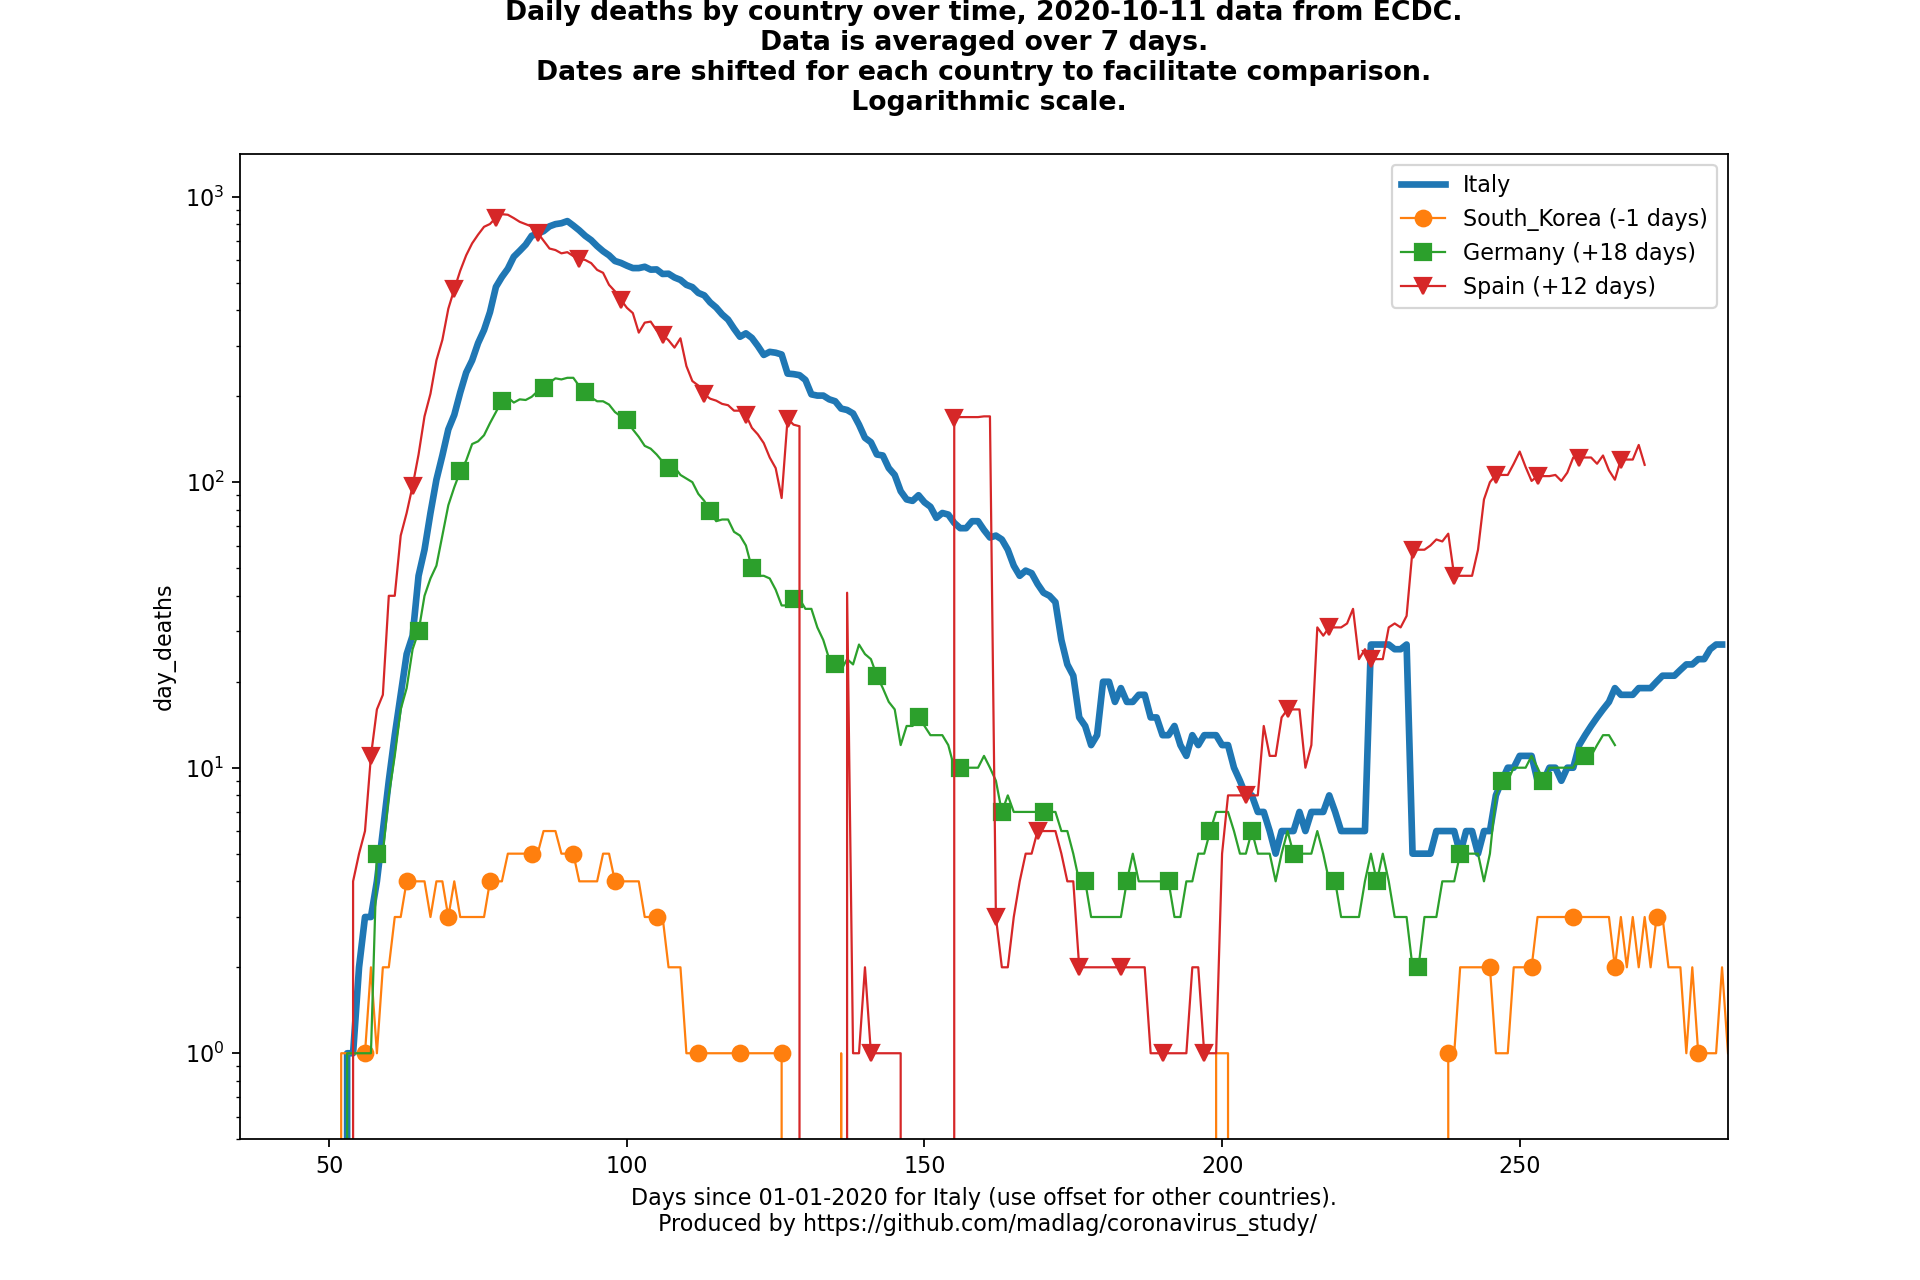 Daily deaths by country over time, 2020-10-11 data from ECDC.
Data is averaged over 7 days.
Dates are shifted for each country to facilitate comparison.
Logarithmic scale.
Italy
South_Korea (-1 days)
Germany (+18 days)
Spain (+12 days)
10³
10²
10¹
10⁰
day_deaths
50
100
150
200
250
Days since 01-01-2020 for Italy (use offset for other countries).
Produced by https://github.com/madlag/coronavirus_study/